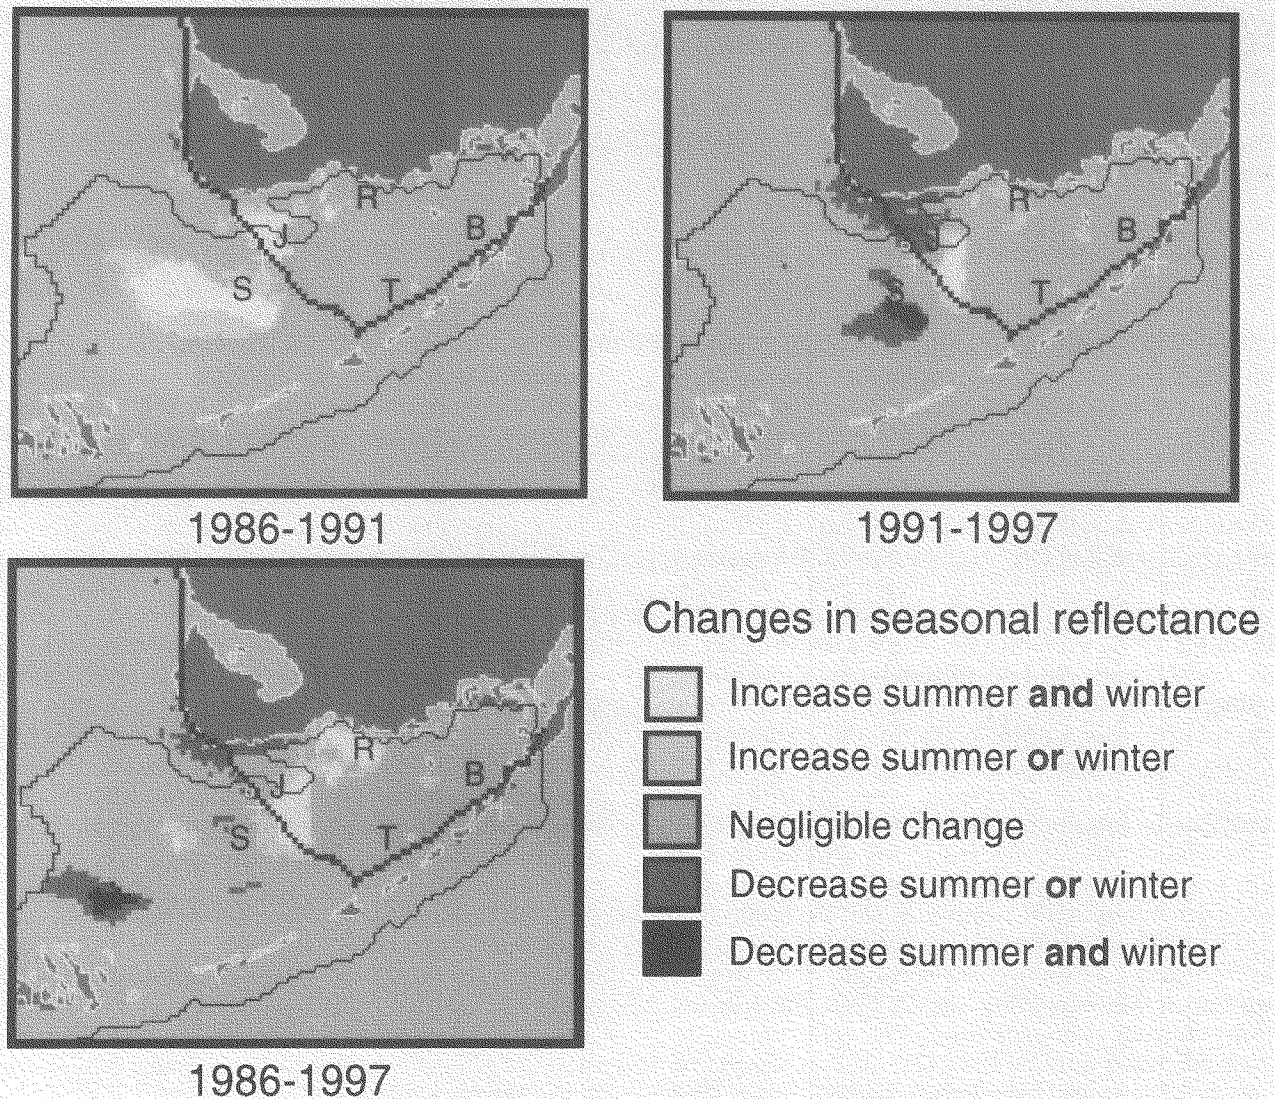 R
J
B
S
T
1986-1991
R
J
B
S
T
1991-1997
R
J
B
S
T
1986-1997
Changes in seasonal reflectance
Increase summer and winter
Increase summer or winter
Negligible change
Decrease summer or winter
Decrease summer and winter